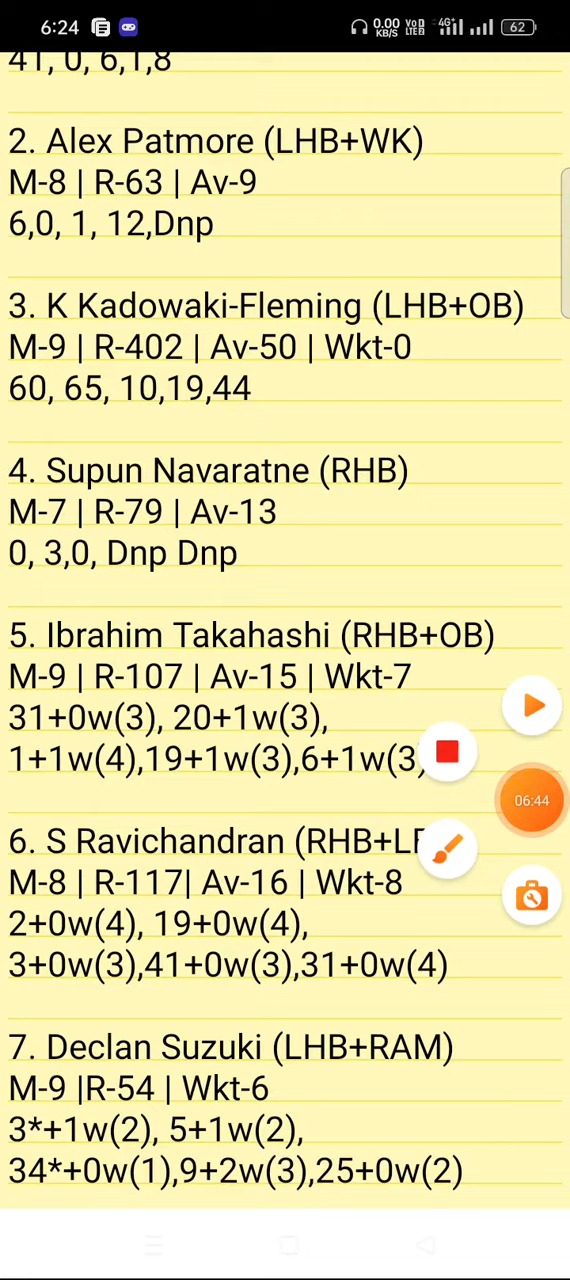 6:24 0.00 KB/S VoD LTE2 4G+ 62
41, 0, 6,1,8
2. Alex Patmore (LHB+WK)
M-8 | R-63 | Av-9
6,0, 1, 12,Dnp
3. K Kadowaki-Fleming (LHB+OB)
M-9 | R-402 | Av-50 | Wkt-0
60, 65, 10,19,44
4. Supun Navaratne (RHB)
M-7 | R-79 | Av-13
0, 3,0, Dnp Dnp
5. Ibrahim Takahashi (RHB+OB)
M-9 | R-107 | Av-15 | Wkt-7
31+0w(3), 20+1w(3),
1+1w(4),19+1w(3),6+1w(3
06:44
6. S Ravichandran (RHB+L
M-8 | R-117| Av-16 | Wkt-8
2+0w(4), 19+0w(4),
3+0w(3),41+0w(3),31+0w(4)
7. Declan Suzuki (LHB+RAM)
M-9 |R-54 | Wkt-6
3*+1w(2), 5+1w(2),
34*+0w(1),9+2w(3),25+0w(2)